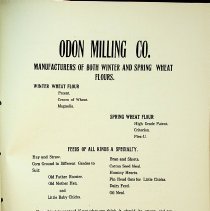 ODON MILLING CO.
MANUFACTURERS OF BOTH WINTER AND SPRING WHEAT
FLOURS.
WINTER WHEAT FLOUR
Patent.
Cream of Wheat.
Magnolia.
SPRING WHEAT FLOUR
High Grade Patent.
Criterion.
FEEDS OF ALL KINDS A SPECIALTY.
Hay and Straw.
Corn Ground in Different Grades to
Suit
Old Father Rooster.
Old Mother Hen.
and
Little Baby Chicks.
Bran and Shorts.
Cotton Seed Meal.
Hominy Hearts.
Pin Head Oats for Little Chicks.
Dairy Feed.
Oil Meal.